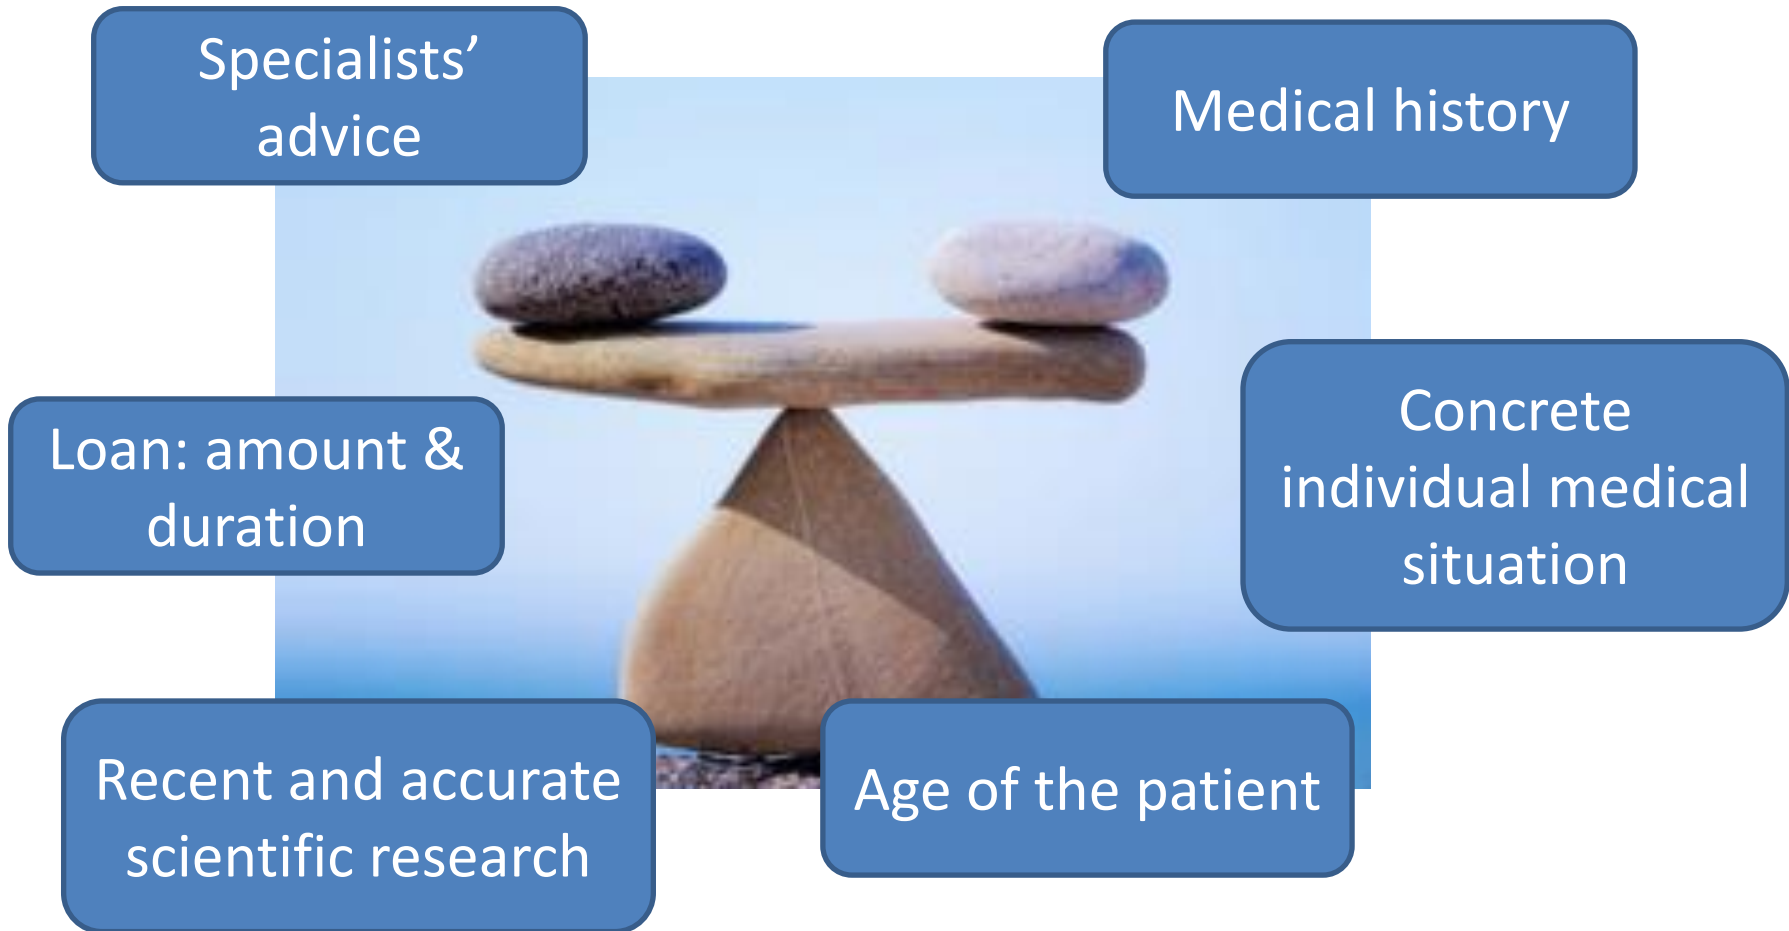 Specialists’
advice
Medical history
Loan: amount &
duration
Concrete
individual medical
situation
Recent and accurate
scientific research
Age of the patient